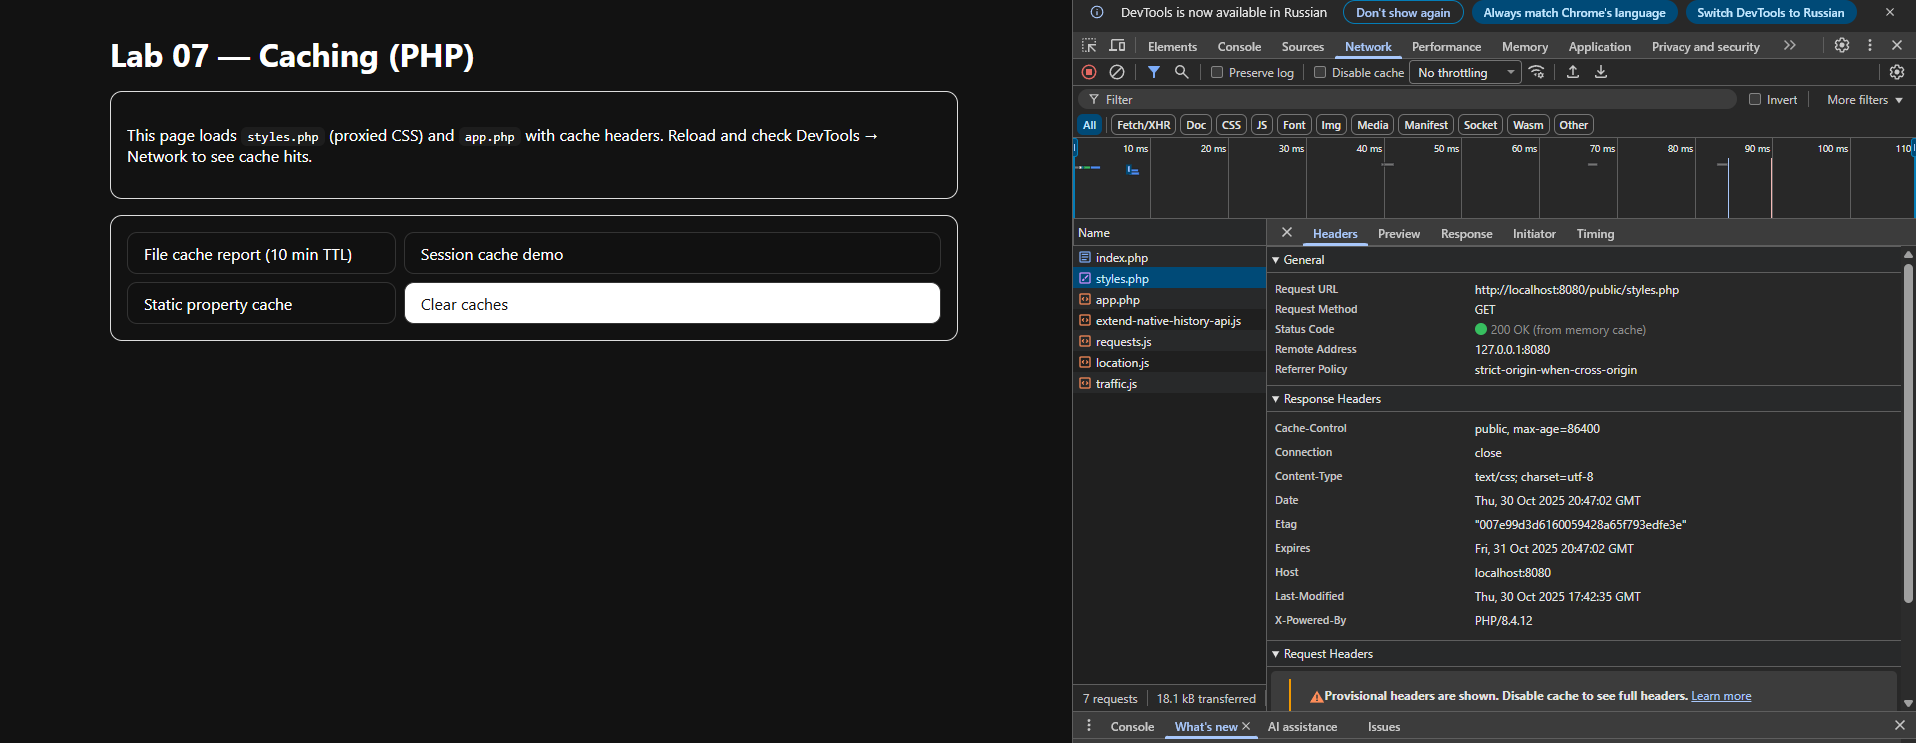 Lab 07 — Caching (PHP)
This page loads styles.php (proxied CSS) and app.php with cache headers. Reload and check DevTools →
Network to see cache hits.
File cache report (10 min TTL)
Session cache demo
Static property cache
Clear caches
DevTools is now available in Russian
Don't show again
Always match Chrome's language
Switch DevTools to Russian
Elements
Console
Sources
Network
Performance
Memory
Application
Privacy and security
Preserve log
Disable cache
No throttling
Filter
Invert
More filters
All
Fetch/XHR
Doc
CSS
JS
Font
Img
Media
Manifest
Socket
Wasm
Other
10 ms
20 ms
30 ms
40 ms
50 ms
60 ms
70 ms
80 ms
90 ms
100 ms
110
Name
index.php
styles.php
app.php
extend-native-history-api.js
requests.js
location.js
traffic.js
7 requests
18.1 kB transferred
Headers
Preview
Response
Initiator
Timing
General
Request URL http://localhost:8080/public/styles.php
Request Method GET
Status Code 200 OK (from memory cache)
Remote Address 127.0.0.1:8080
Referrer Policy strict-origin-when-cross-origin
Response Headers
Cache-Control public, max-age=86400
Connection close
Content-Type text/css; charset=utf-8
Date Thu, 30 Oct 2025 20:47:02 GMT
Etag "007e99d3d6160059428a65f793edfe3e"
Expires Fri, 31 Oct 2025 20:47:02 GMT
Host localhost:8080
Last-Modified Thu, 30 Oct 2025 17:42:35 GMT
X-Powered-By PHP/8.4.12
Request Headers
Provisional headers are shown. Disable cache to see full headers. Learn more
Console
What's new
AI assistance
Issues